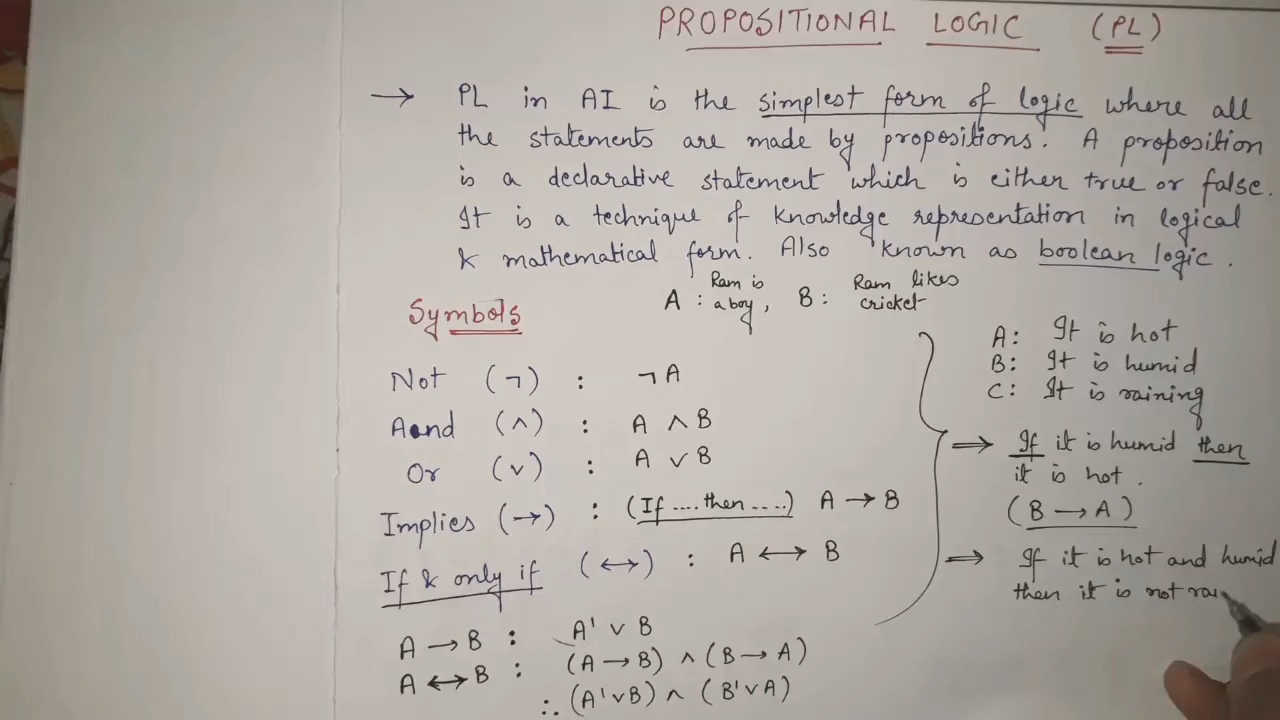 PROPOSITIONAL LOGIC (PL)
→ PL in AI is the simplest form of logic where all
the statements are made by propositions. A proposition
is a declarative statement which is either true or false.
It is a technique of knowledge representation in logical
& mathematical form. Also known as boolean logic.
A : Ram is a boy, B : Ram likes cricket
Symbols
Not (¬) : ¬A
And (∧) : A ∧ B
Or (∨) : A ∨ B
Implies (→) : (If ....then ....) A → B
If & only if (↔) : A ↔ B
A → B : A' ∨ B
A ↔ B : (A → B) ∧ (B → A)
∴ (A' ∨ B) ∧ (B' ∨ A)
A: It is hot
B: It is humid
C: It is raining
⇒ If it is humid then
it is hot.
(B → A)
⇒ If it is hot and humid
then it is not rai